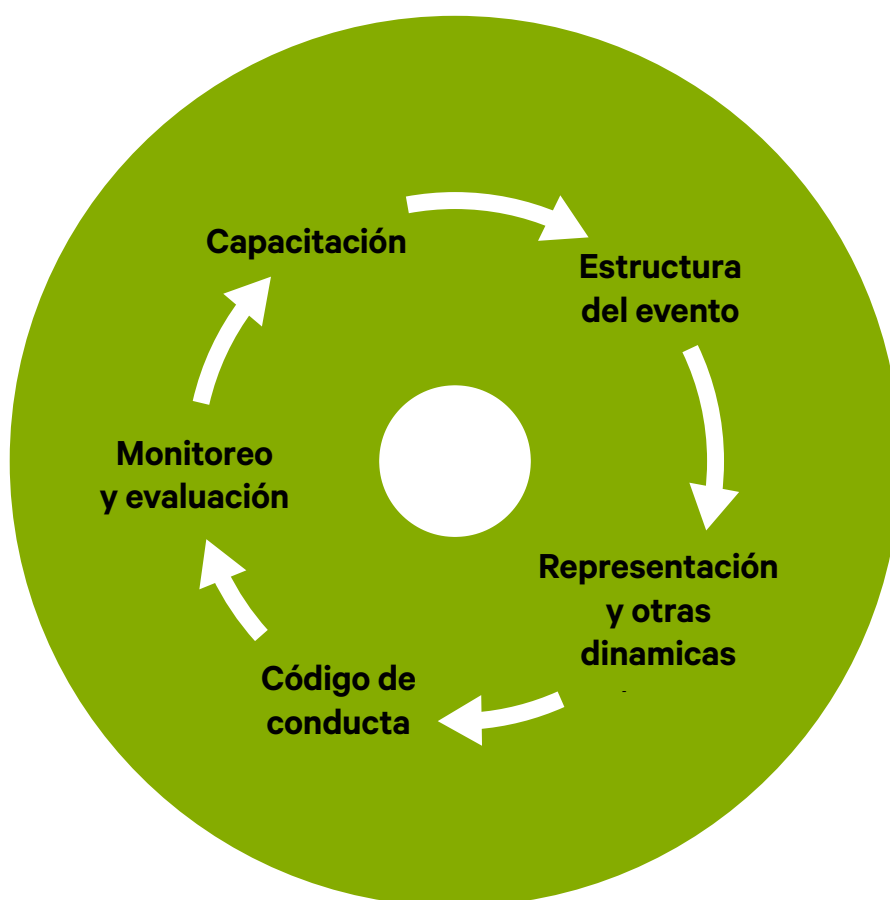 Capacitación
Estructura
del evento
Representación
y otras
dinamicas
Código de
conducta
Monitoreo
y evaluación